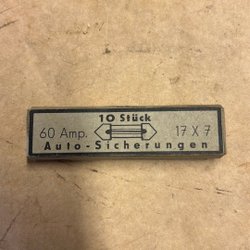 10 Stück
60 Amp. 17 X 7
Auto-Sicherungen